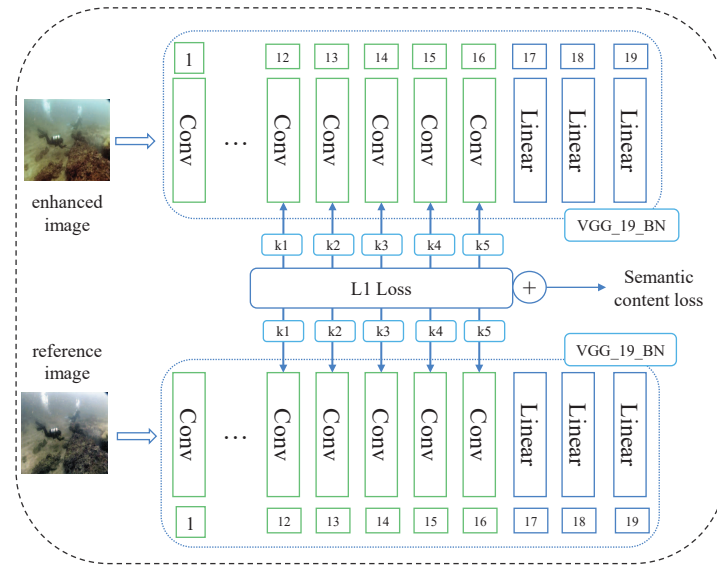 1
12
13
14
15
16
17
18
19
Conv
...
Conv
Conv
Conv
Conv
Conv
Linear
Linear
Linear
enhanced
image
VGG_19_BN
k1
k2
k3
k4
k5
L1 Loss
+
Semantic
content loss
k1
k2
k3
k4
k5
reference
image
VGG_19_BN
Conv
...
Conv
Conv
Conv
Conv
Conv
Linear
Linear
Linear
1
12
13
14
15
16
17
18
19